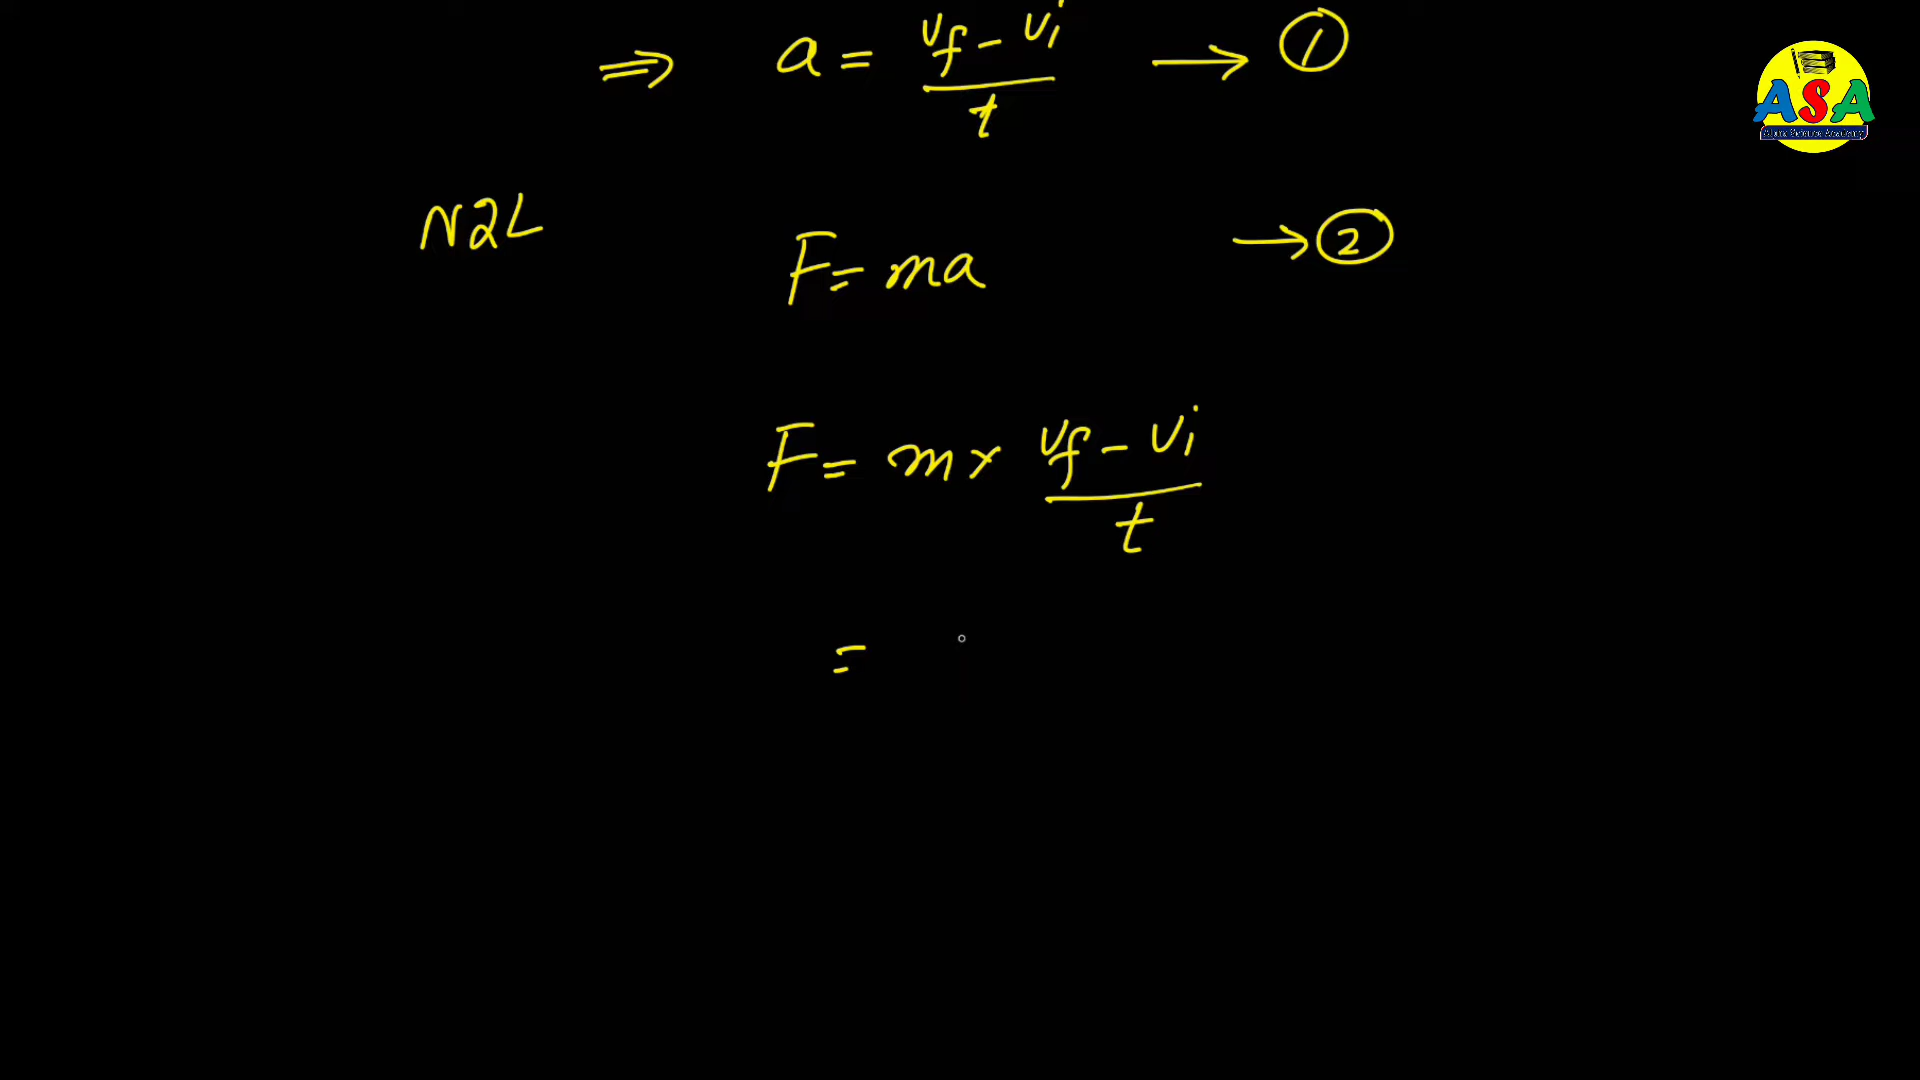 ⇒ a = (vf - vi)/t → ①
ASA
N2L
F = ma → ②
F = m × (vf - vi)/t
=